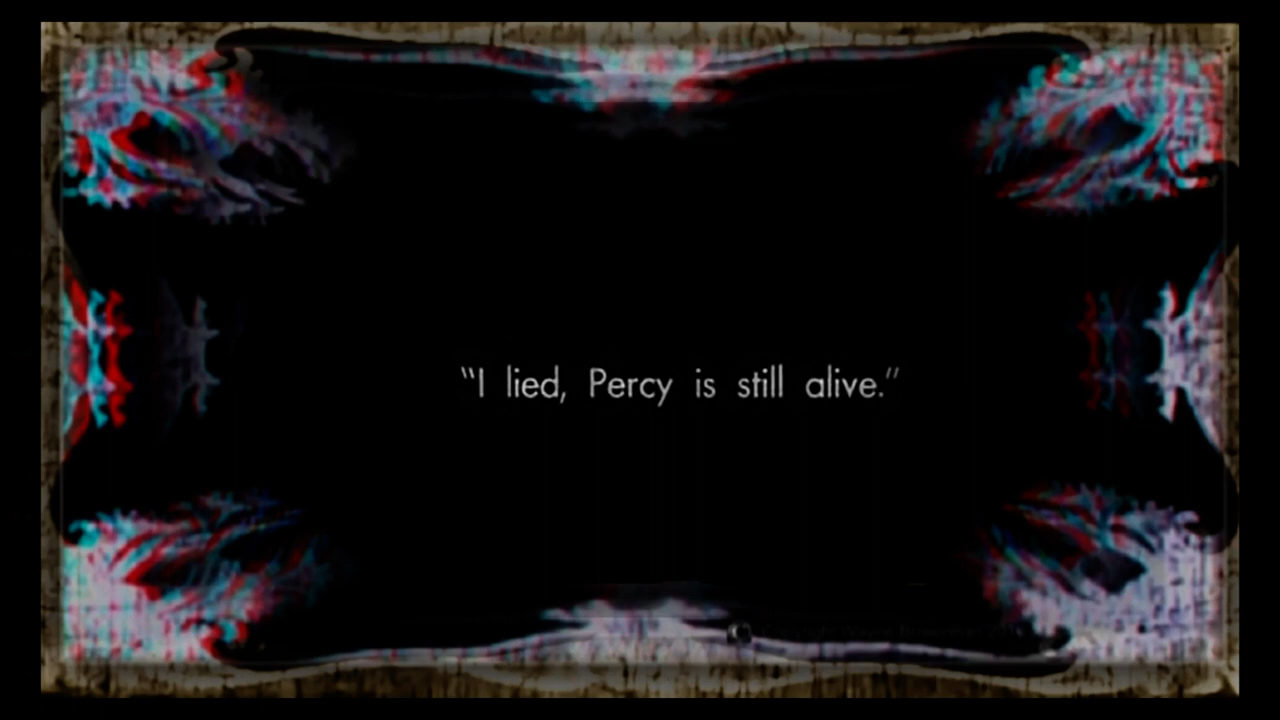 “I lied, Percy is still alive.”